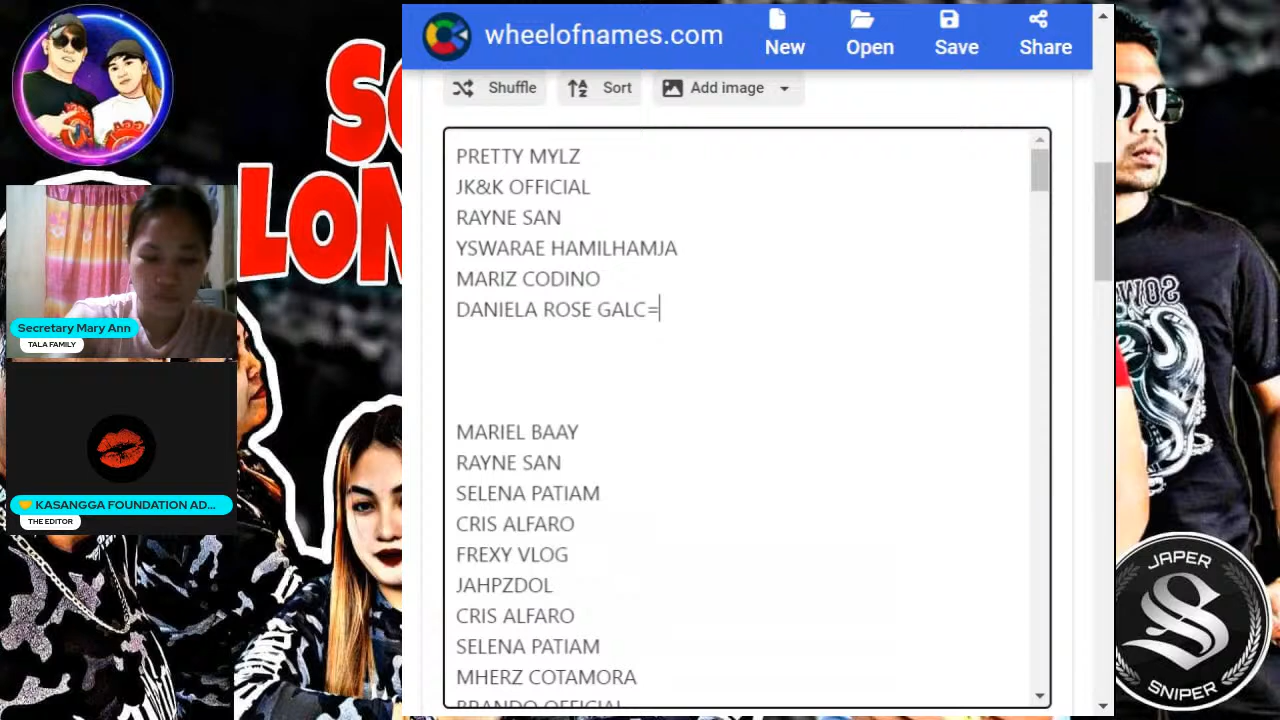 wheelofnames.com
New
Open
Save
Share
Shuffle
Sort
Add image
PRETTY MYLZ
JK&K OFFICIAL
RAYNE SAN
YSWARAE HAMILHAMJA
MARIZ CODINO
DANIELA ROSE GALC=
MARIEL BAAY
RAYNE SAN
SELENA PATIAM
CRIS ALFARO
FREXY VLOG
JAHPZDOL
CRIS ALFARO
SELENA PATIAM
MHERZ COTAMORA
BRANDO OFFICIAL
Secretary Mary Ann
TALA FAMILY
KASANGGA FOUNDATION AD...
THE EDITOR
JAPER
S
SNIPER